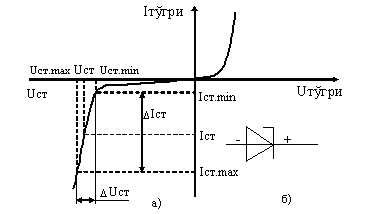 Iтўғри
Uст.max Uст Uст.min
Uст
Uтўғри
Iст.min
ΔIст
Iст
Iст.max
- +
ΔUст
а)
б)